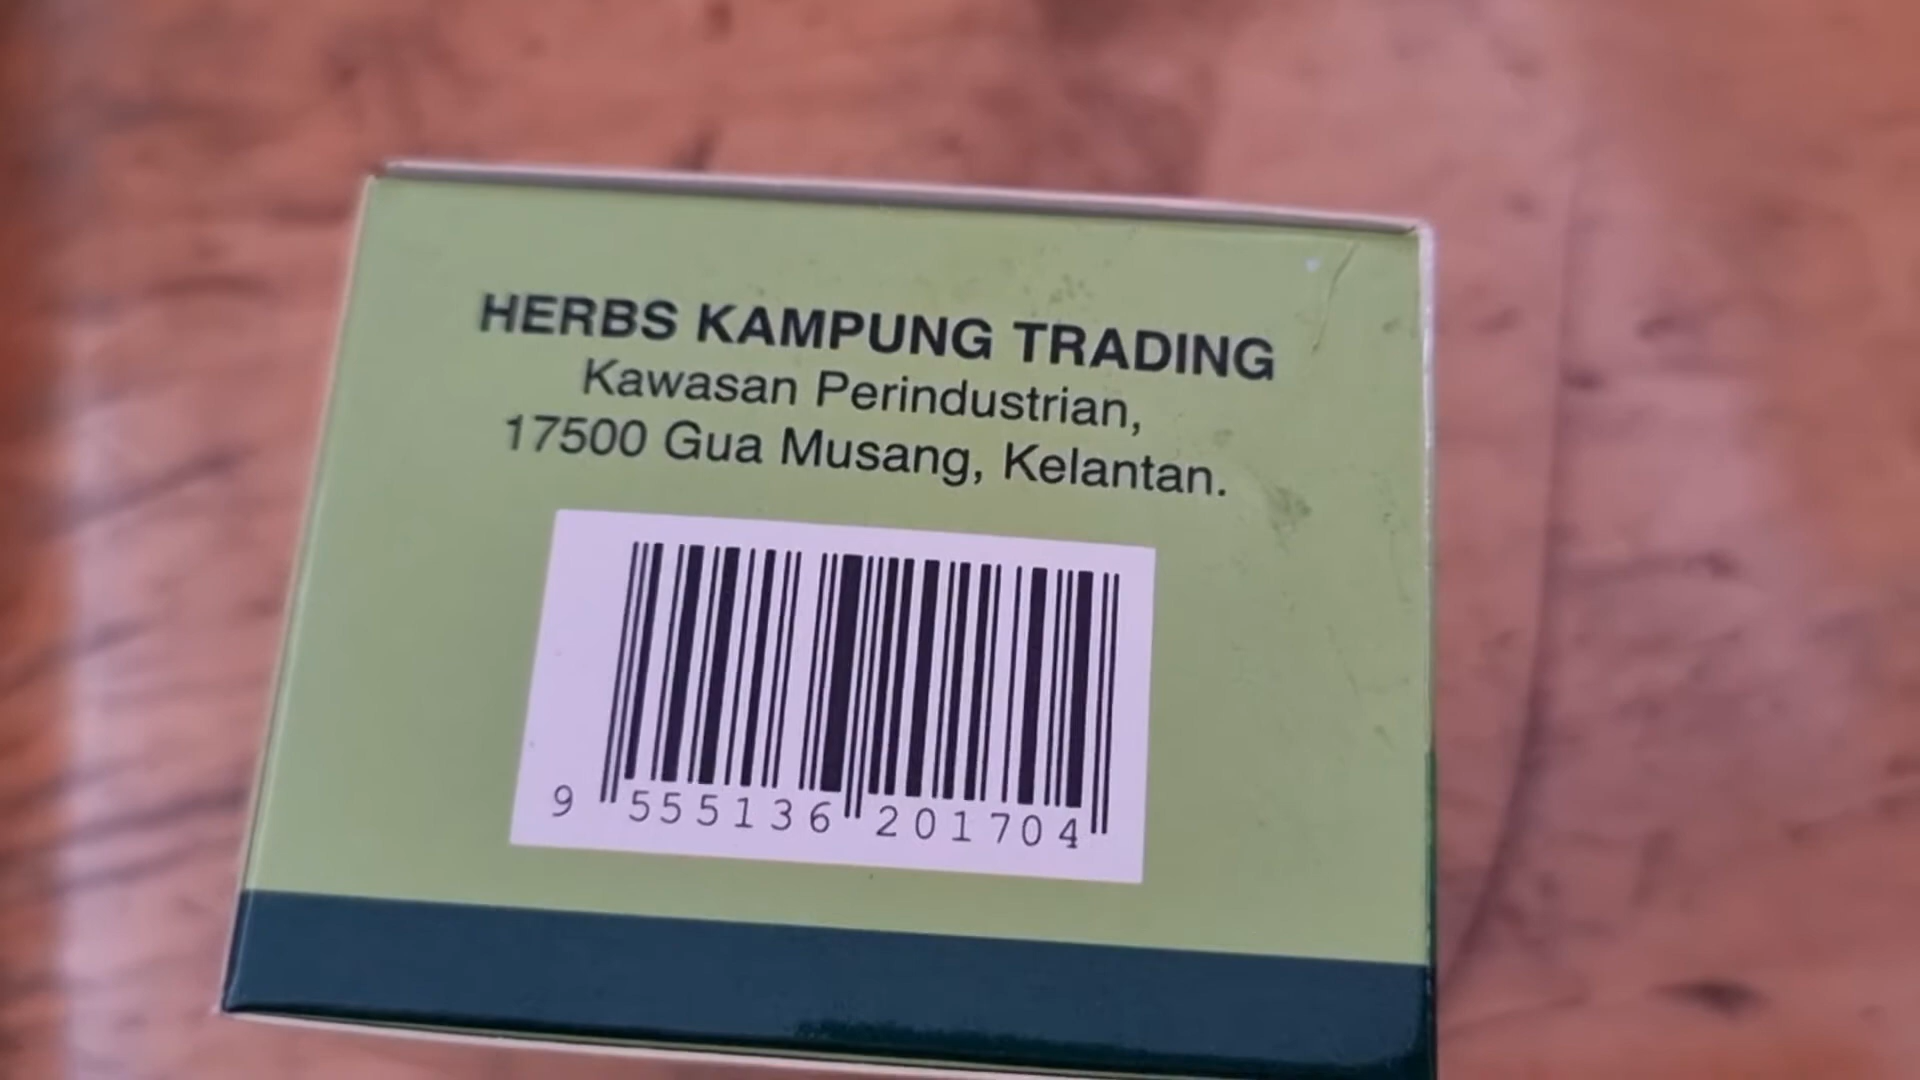 HERBS KAMPUNG TRADING
Kawasan Perindustrian,
17500 Gua Musang, Kelantan.
9 555136 201704